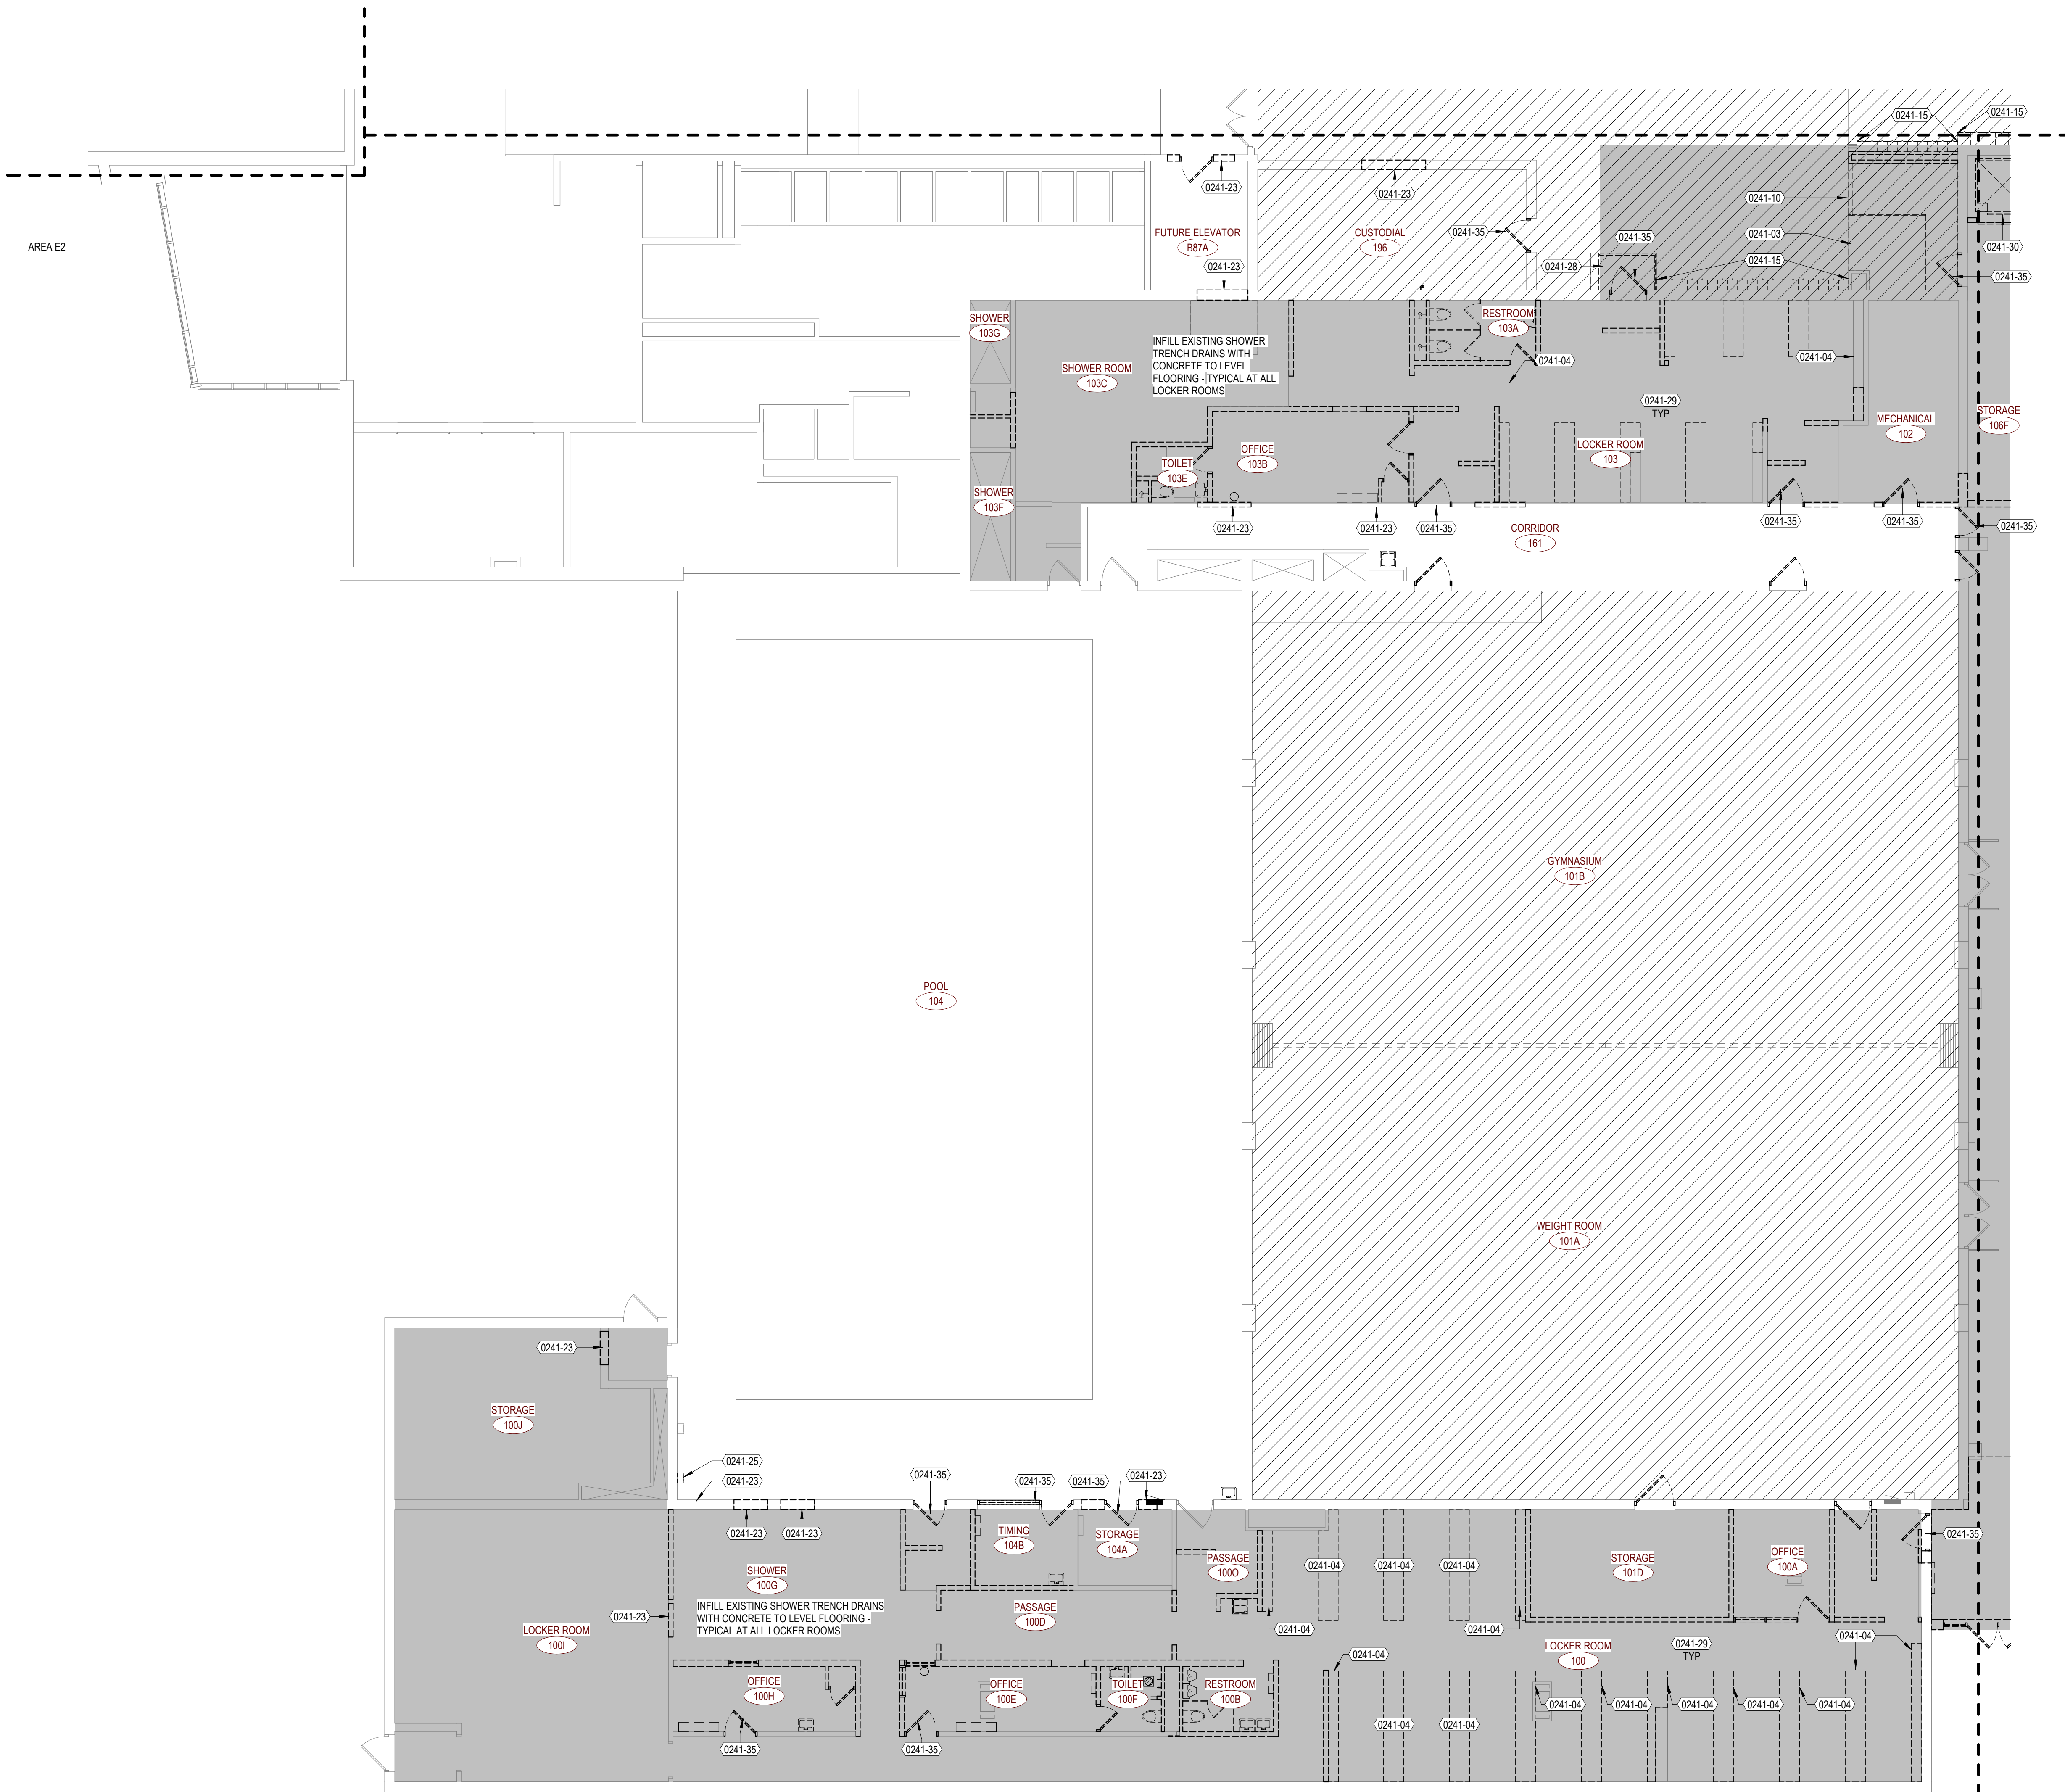 0241-15
0241-15
0241-23
0241-23
0241-10
AREA E2
FUTURE ELEVATOR
B87A
CUSTODIAL
196
0241-35
0241-35
0241-03
0241-30
0241-23
0241-28
0241-15
0241-35
SHOWER
103G
RESTROOM
103A
INFILL EXISTING SHOWER
TRENCH DRAINS WITH
CONCRETE TO LEVEL
FLOORING - TYPICAL AT ALL
LOCKER ROOMS
0241-04
0241-04
SHOWER ROOM
103C
0241-29
TYP
MECHANICAL
102
STORAGE
106F
OFFICE
103B
LOCKER ROOM
103
TOILET
103E
SHOWER
103F
0241-23
0241-23
0241-35
CORRIDOR
161
0241-35
0241-35
0241-35
GYMNASIUM
101B
POOL
104
WEIGHT ROOM
101A
0241-23
STORAGE
100J
0241-25
0241-23
0241-35
0241-35
0241-35
0241-23
0241-23
0241-23
TIMING
104B
STORAGE
104A
0241-35
SHOWER
100G
PASSAGE
100O
0241-04
0241-04
0241-04
STORAGE
101D
OFFICE
100A
INFILL EXISTING SHOWER TRENCH DRAINS
WITH CONCRETE TO LEVEL FLOORING -
TYPICAL AT ALL LOCKER ROOMS
0241-23
PASSAGE
100D
LOCKER ROOM
100I
0241-04
0241-04
0241-04
LOCKER ROOM
100
0241-29
TYP
0241-04
OFFICE
100H
OFFICE
100E
TOILET
100F
RESTROOM
100B
0241-04
0241-04
0241-04
0241-04
0241-04
0241-04
0241-04
0241-35
0241-35